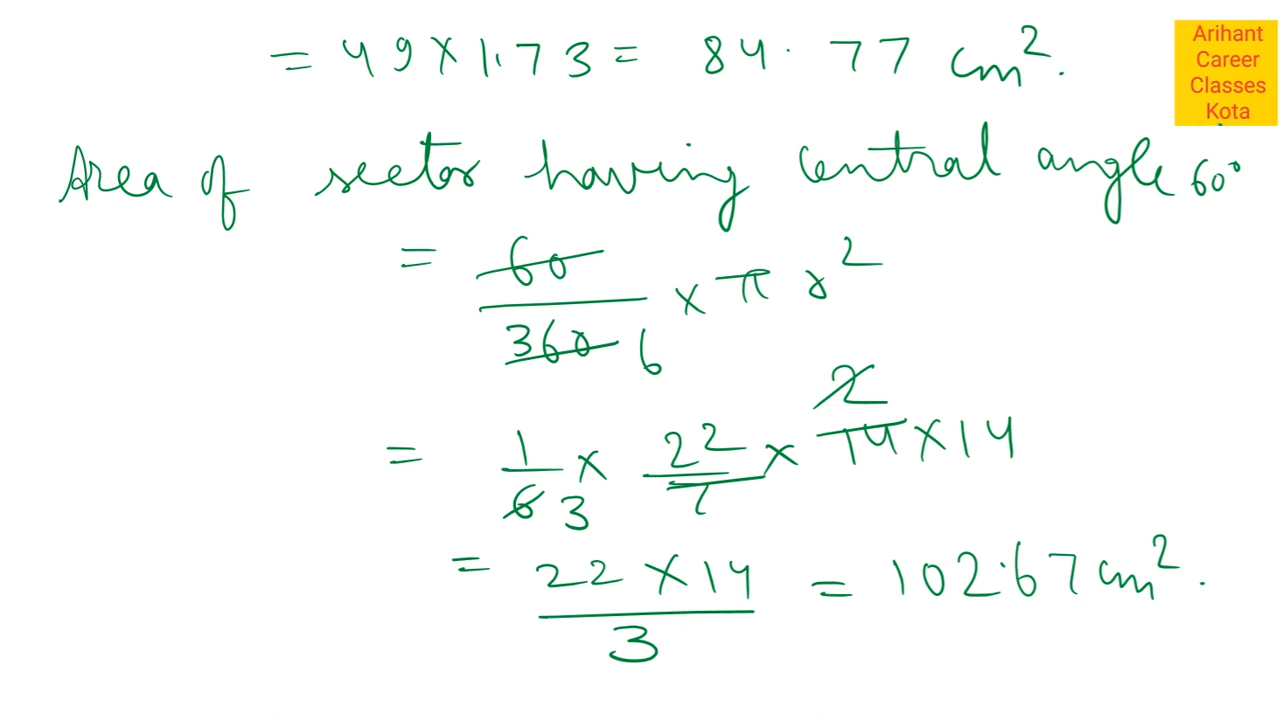 = 49 × 1.73 = 84.77 cm².
Arihant
Career
Classes
Kota
Area of sector having central angle 60°
= 60/360 6 × π r²
2
= 1/6 3 × 22/7 × 14 × 14
= 22 × 14 / 3 = 102.67 cm².